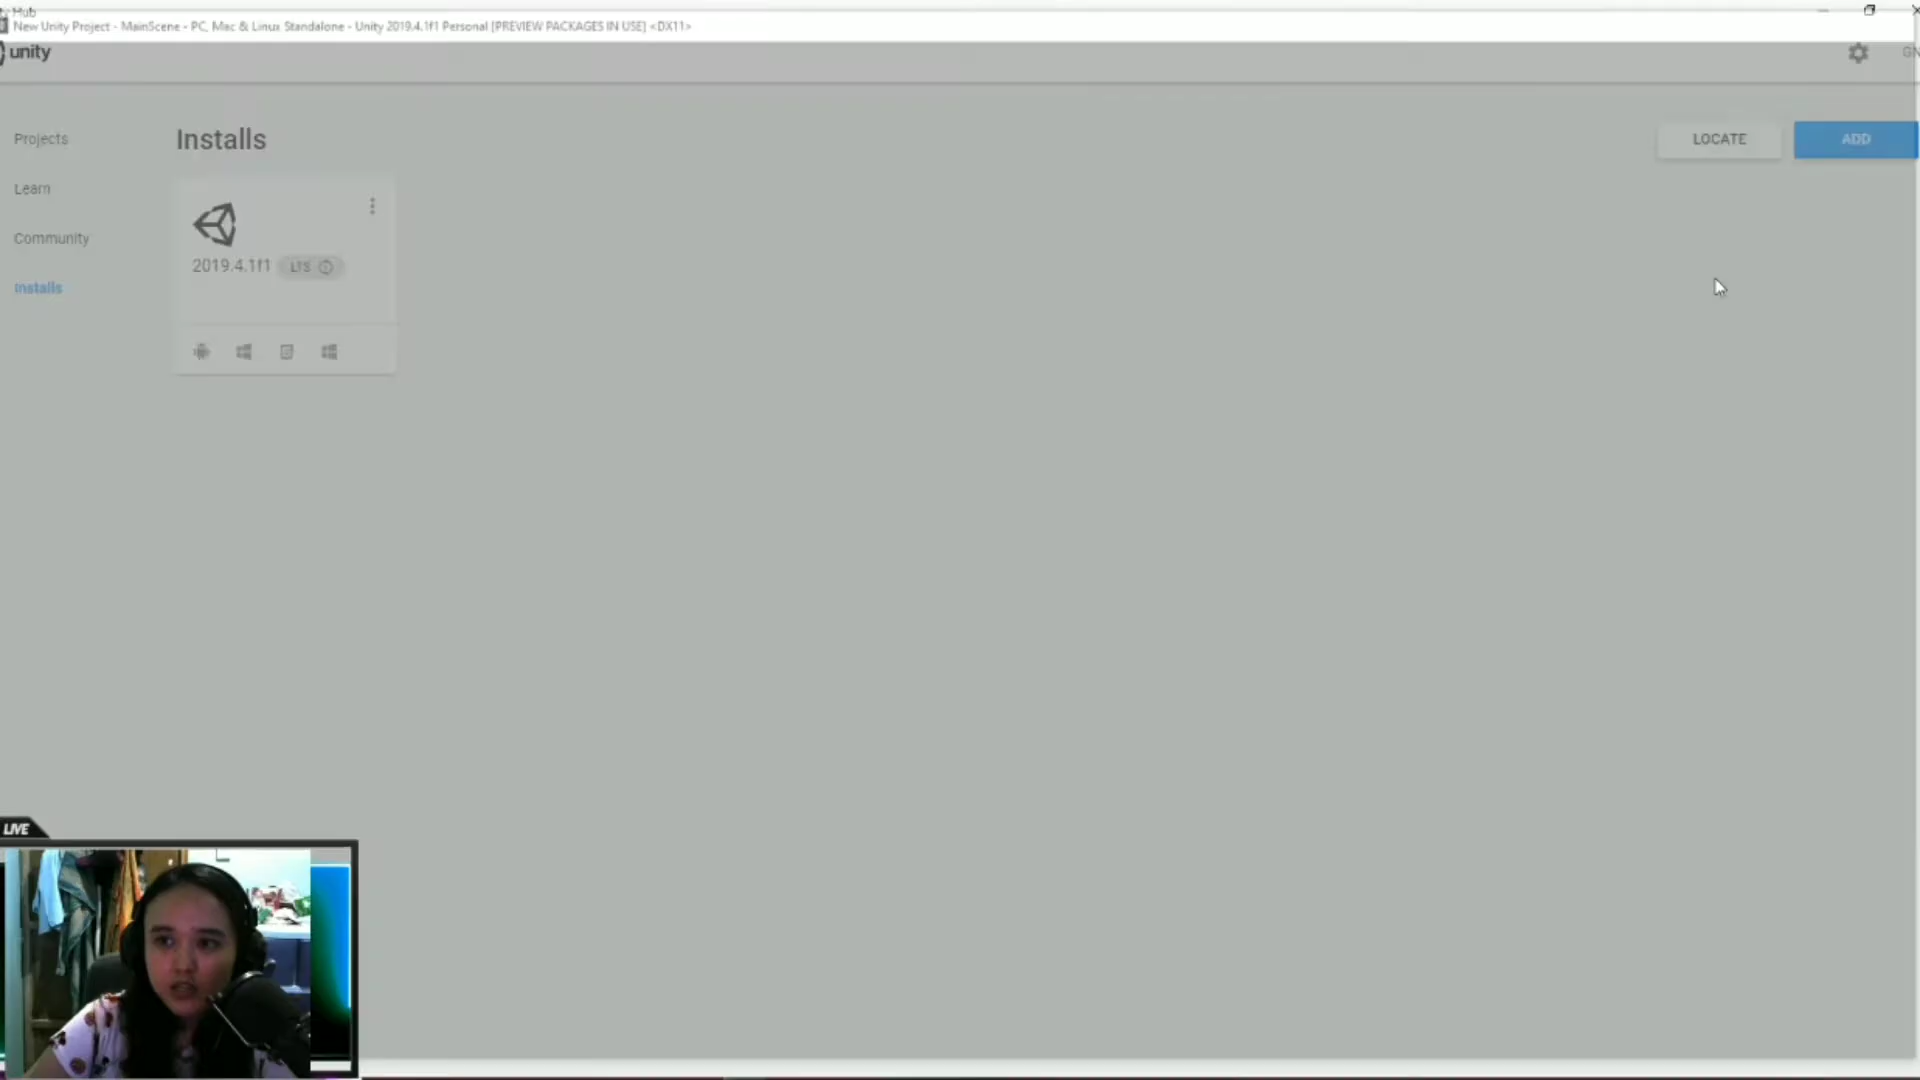 Hub
New Unity Project - MainScene - PC, Mac & Linux Standalone - Unity 2019.4.1f1 Personal [PREVIEW PACKAGES IN USE] <DX11>
unity
GN
Projects
Installs
LOCATE
ADD
Learn
Community
2019.4.1f1 LTS
Installs
LIVE